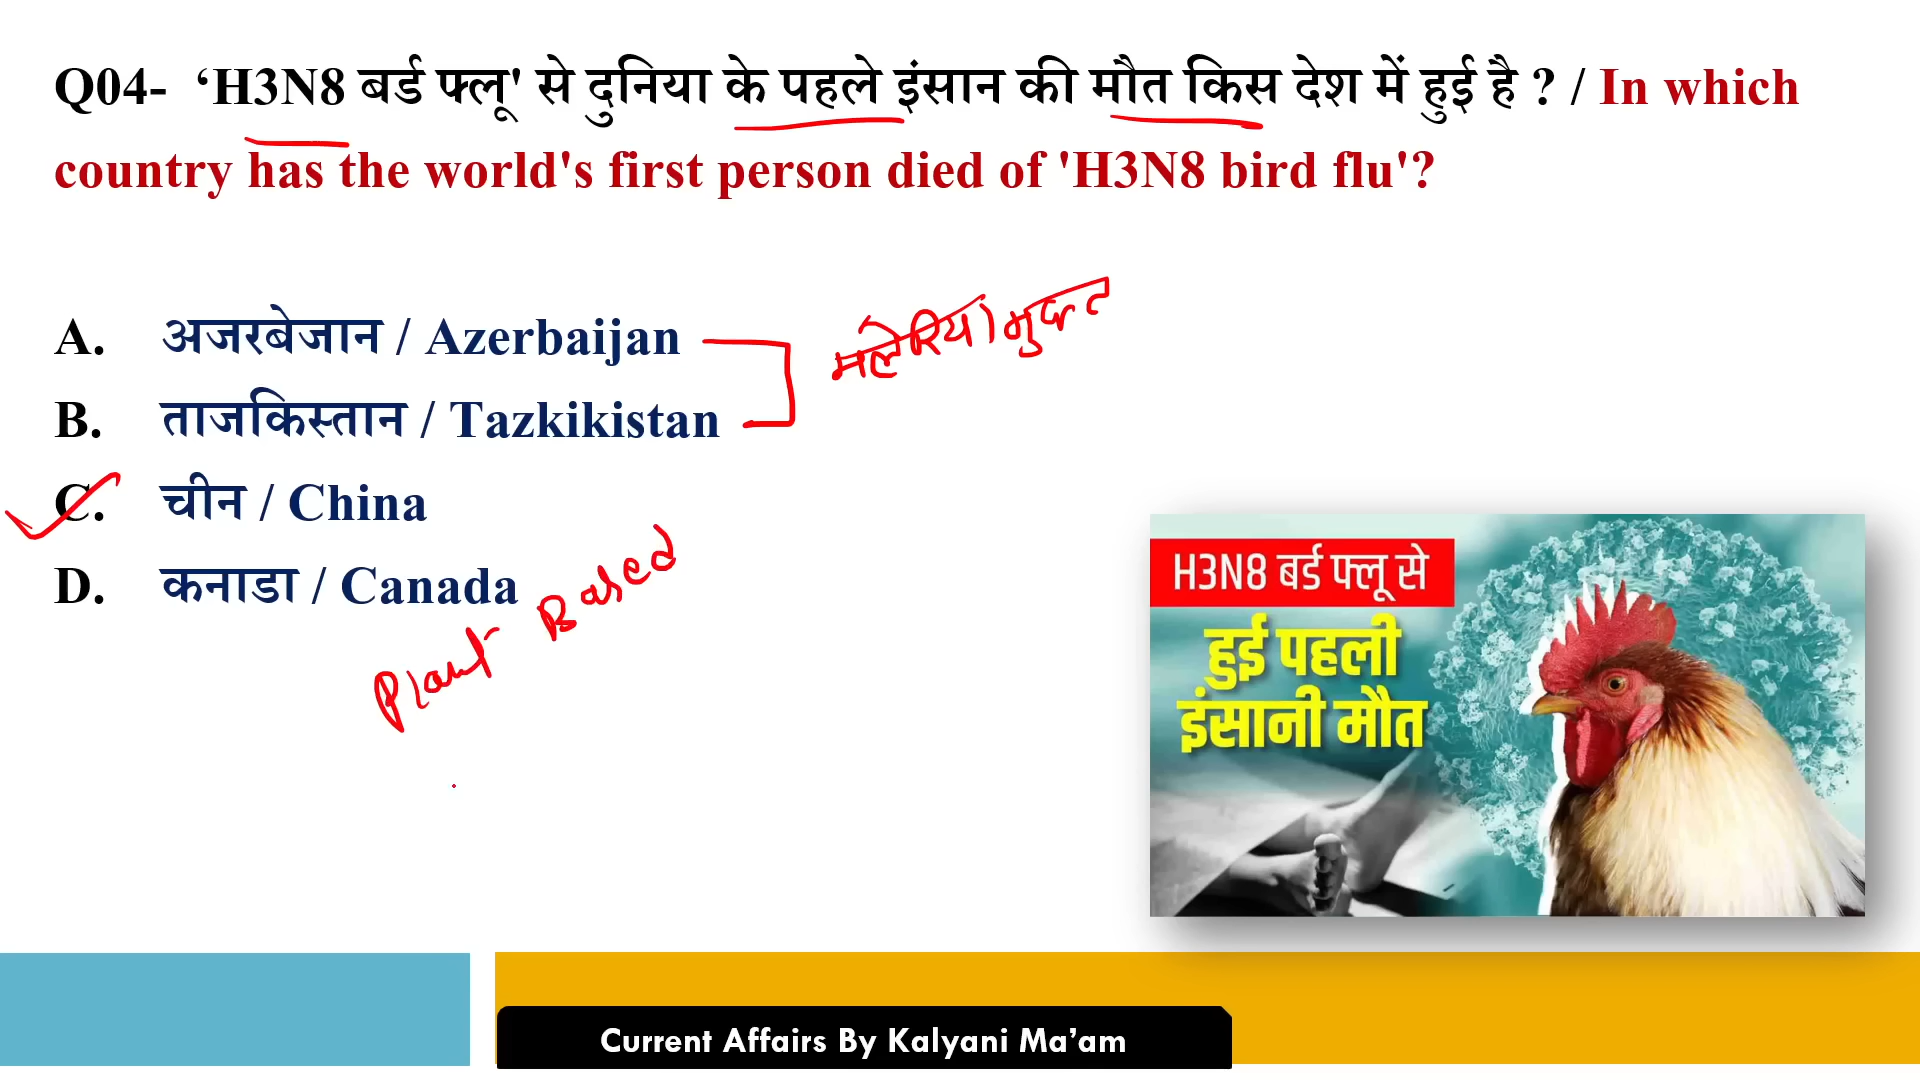 Q04- ‘H3N8 बर्ड फ्लू' से दुनिया के पहले इंसान की मौत किस देश में हुई है ? / In which
country has the world's first person died of 'H3N8 bird flu'?
A. अजरबेजान / Azerbaijan
मलेरिया मुक्त
B. ताजकिस्तान / Tazkikistan
C. चीन / China
D. कनाडा / Canada
Plant Based
H3N8 बर्ड फ्लू से
हुई पहली
इंसानी मौत
Current Affairs By Kalyani Ma’am